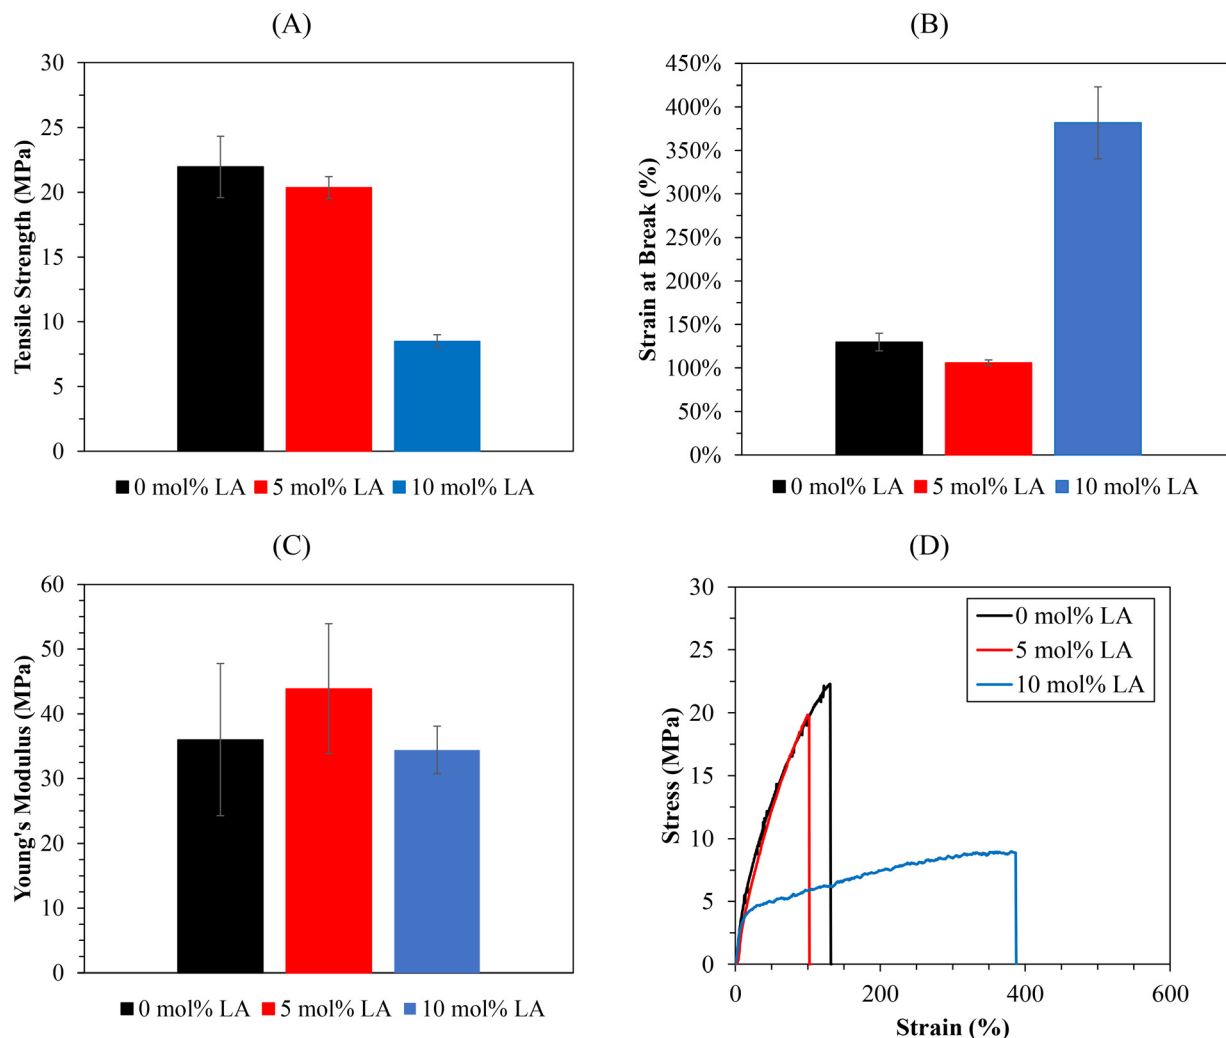 (A)
30
25
20
15
10
5
0
Tensile Strength (MPa)
0 mol% LA 5 mol% LA 10 mol% LA
(B)
450%
400%
350%
300%
250%
200%
150%
100%
50%
0%
Strain at Break (%)
0 mol% LA 5 mol% LA 10 mol% LA
(C)
60
50
40
30
20
10
0
Young's Modulus (MPa)
0 mol% LA 5 mol% LA 10 mol% LA
(D)
30
25
20
15
10
5
0
Stress (MPa)
0 mol% LA
5 mol% LA
10 mol% LA
0 200 400 600
Strain (%)